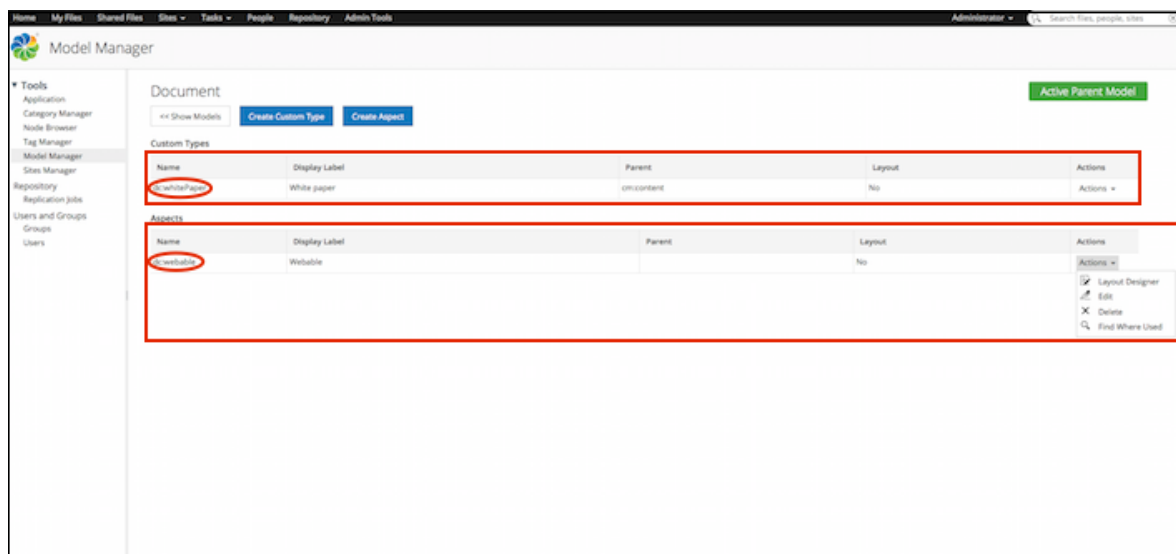 Home My Files Shared Files Sites Tasks People Repository Admin Tools Administrator Search files, people, sites
Model Manager
Tools
Application
Category Manager
Node Browser
Tag Manager
Model Manager
Sites Manager
Repository
Replication Jobs
Users and Groups
Groups
Users
Document
Active Parent Model
<< Show Models Create Custom Type Create Aspect
Custom Types
Name Display Label Parent Layout Actions
dc:whitePaper White paper cm:content No Actions
Aspects
Name Display Label Parent Layout Actions
dc:webable Webable No Actions
Layout Designer
Edit
Delete
Find Where Used